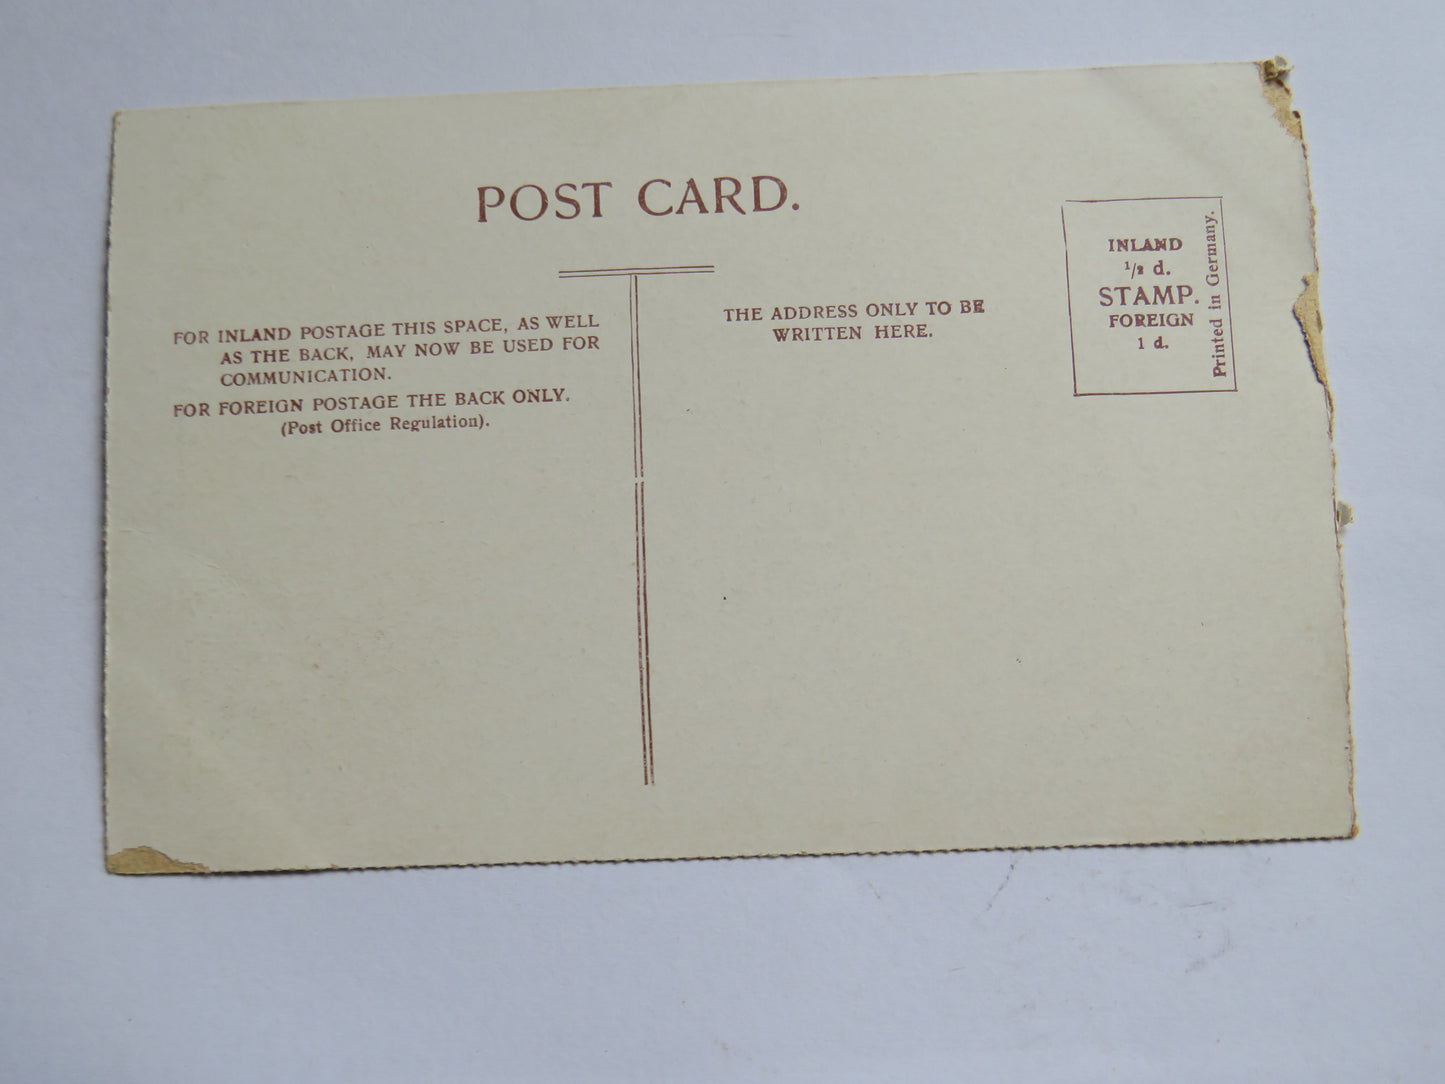 POST CARD.
FOR INLAND POSTAGE THIS SPACE, AS WELL
AS THE BACK, MAY NOW BE USED FOR
COMMUNICATION.
FOR FOREIGN POSTAGE THE BACK ONLY.
(Post Office Regulation).
THE ADDRESS ONLY TO BE
WRITTEN HERE.
INLAND
1/2 d.
STAMP.
FOREIGN
1 d.
Printed in Germany.